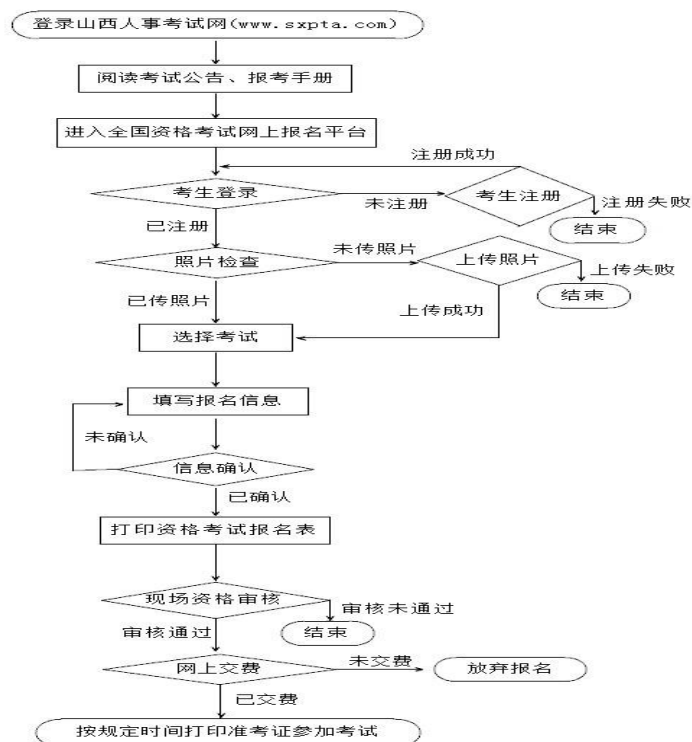 登录山西人事考试网(www.sxpta.com)
阅读考试公告、报考手册
进入全国资格考试网上报名平台
注册成功
考生登录
未注册
考生注册
注册失败
结束
已注册
照片检查
未传照片
上传照片
上传失败
结束
已传照片
上传成功
选择考试
填写报名信息
未确认
信息确认
已确认
打印资格考试报名表
现场资格审核
审核未通过
结束
审核通过
网上交费
未交费
放弃报名
已交费
按规定时间打印准考证参加考试